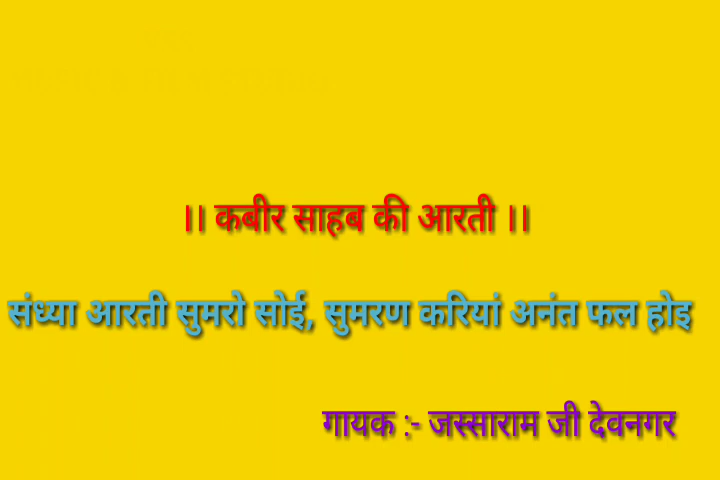 ।। कबीर साहब की आरती ।।
संध्या आरती सुमरो सोई, सुमरण करियां अनंत फल होइ
गायक :- जस्साराम जी देवनगर